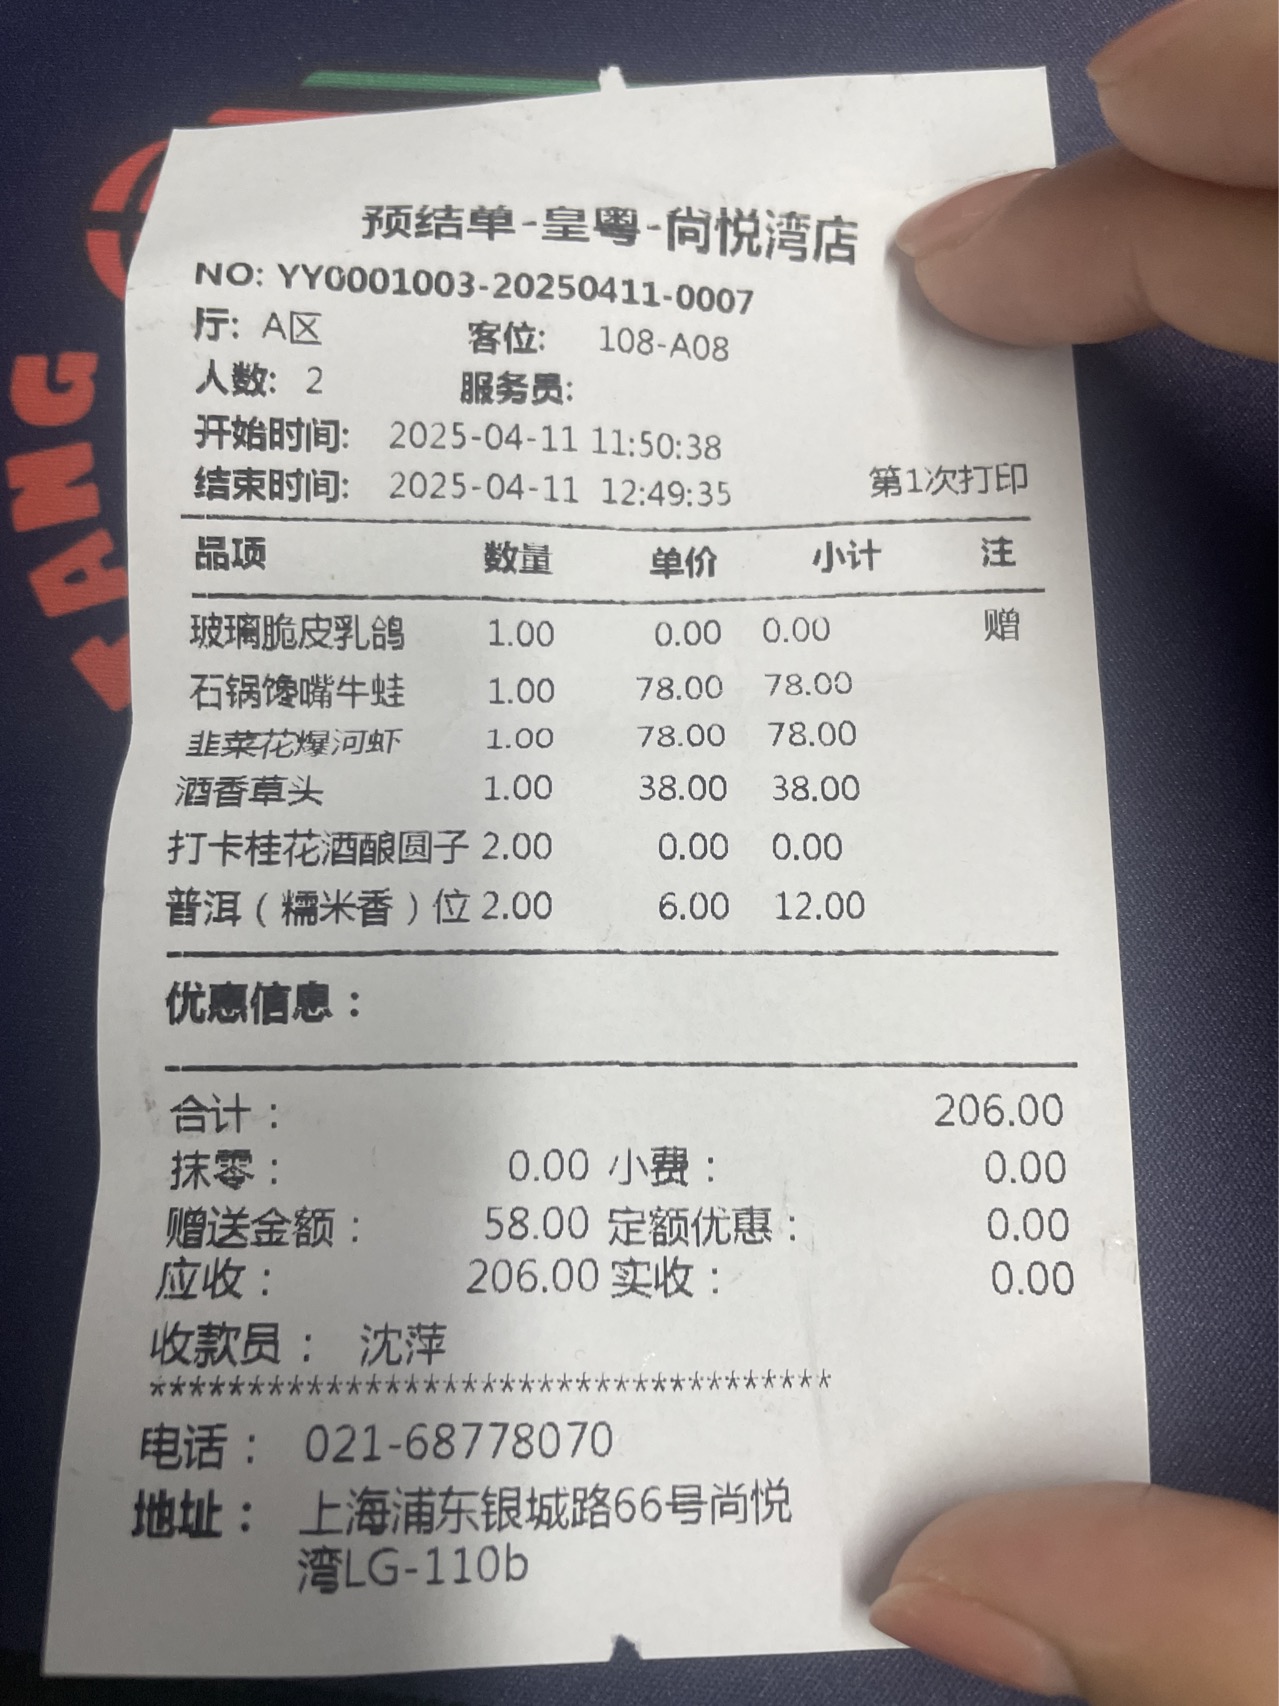 预结单-皇粤-尚悦湾店
NO: YY0001003-20250411-0007
厅: A区 客位: 108-A08
人数: 2 服务员:
开始时间: 2025-04-11 11:50:38
结束时间: 2025-04-11 12:49:35 第1次打印
品项 数量 单价 小计 注
玻璃脆皮乳鸽 1.00 0.00 0.00 赠
石锅馋嘴牛蛙 1.00 78.00 78.00
韭菜花爆河虾 1.00 78.00 78.00
酒香草头 1.00 38.00 38.00
打卡桂花酒酿圆子 2.00 0.00 0.00
普洱（糯米香）位 2.00 6.00 12.00
优惠信息：
合计： 206.00
抹零： 0.00 小费： 0.00
赠送金额： 58.00 定额优惠： 0.00
应收： 206.00 实收： 0.00
收款员： 沈萍
************************************
电话： 021-68778070
地址： 上海浦东银城路66号尚悦
湾LG-110b
ANG